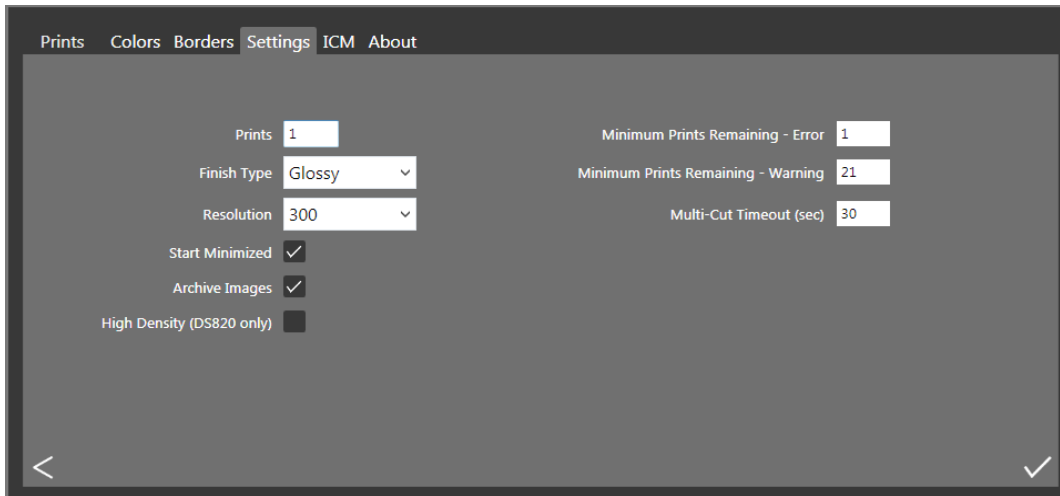 Prints Colors Borders Settings ICM About
Prints 1
Finish Type Glossy
Resolution 300
Start Minimized
Archive Images
High Density (DS820 only)
Minimum Prints Remaining - Error 1
Minimum Prints Remaining - Warning 21
Multi-Cut Timeout (sec) 30